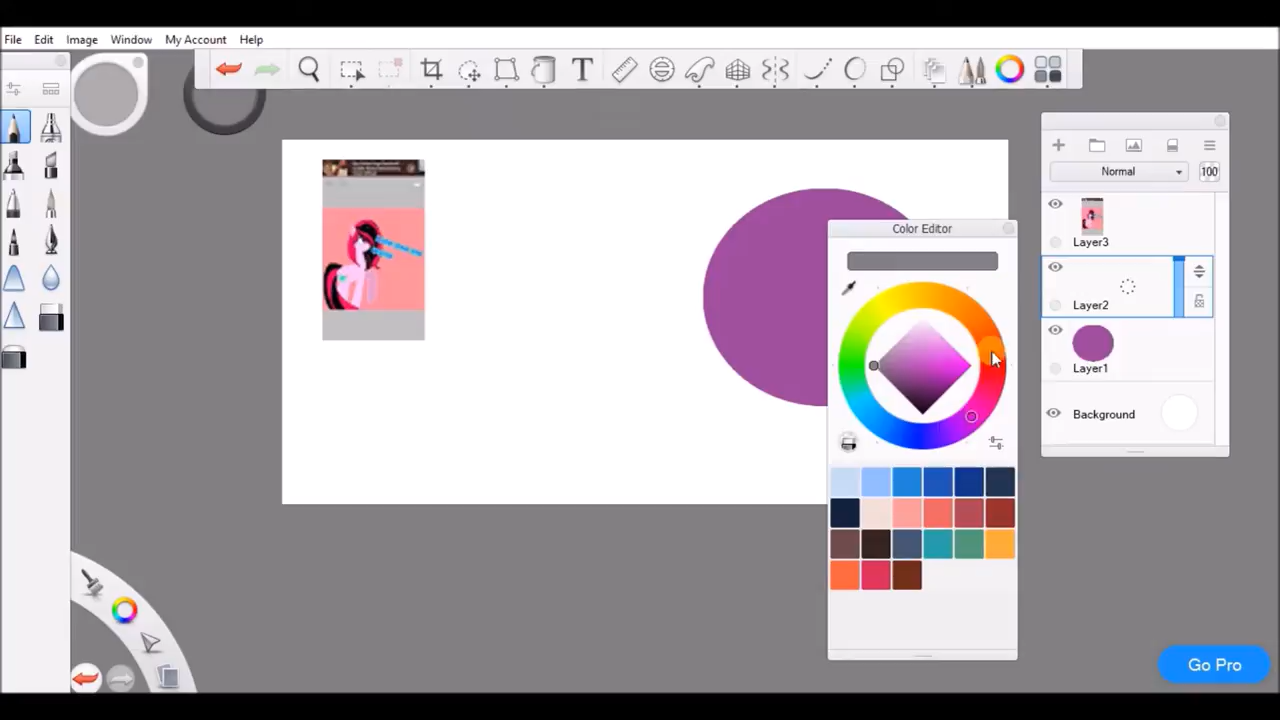 File Edit Image Window My Account Help
Normal 100
Layer3
Layer2
Layer1
Background
Color Editor
Go Pro